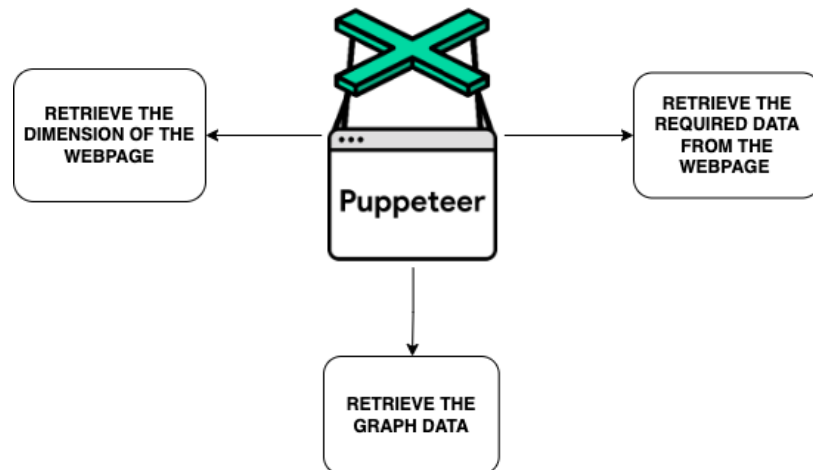 RETRIEVE THE
DIMENSION OF THE
WEBPAGE
Puppeteer
RETRIEVE THE
REQUIRED DATA
FROM THE
WEBPAGE
RETRIEVE THE
GRAPH DATA